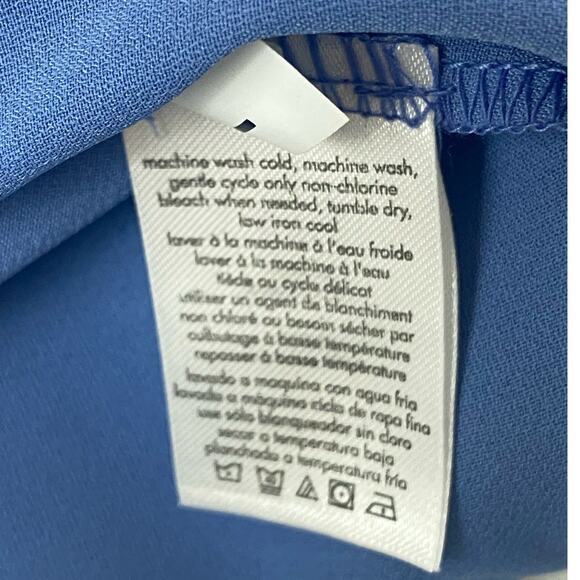 machine wash cold, machine wash,
gentle cycle only non-chlorine
bleach when needed, tumble dry,
low iron cool
laver à la machine à l'eau froide
laver à la machine à l'eau
tiède au cycle délicat
utiliser un agent de blanchiment
non chloré au besoin sécher par
culbutage à basse température
repasser à basse température
lavado a maquina con agua fria
lavado a máquina ciclo de ropa fina
use sólo blanqueador sin cloro
secar a temperatura baja
planchado a temperatura fria